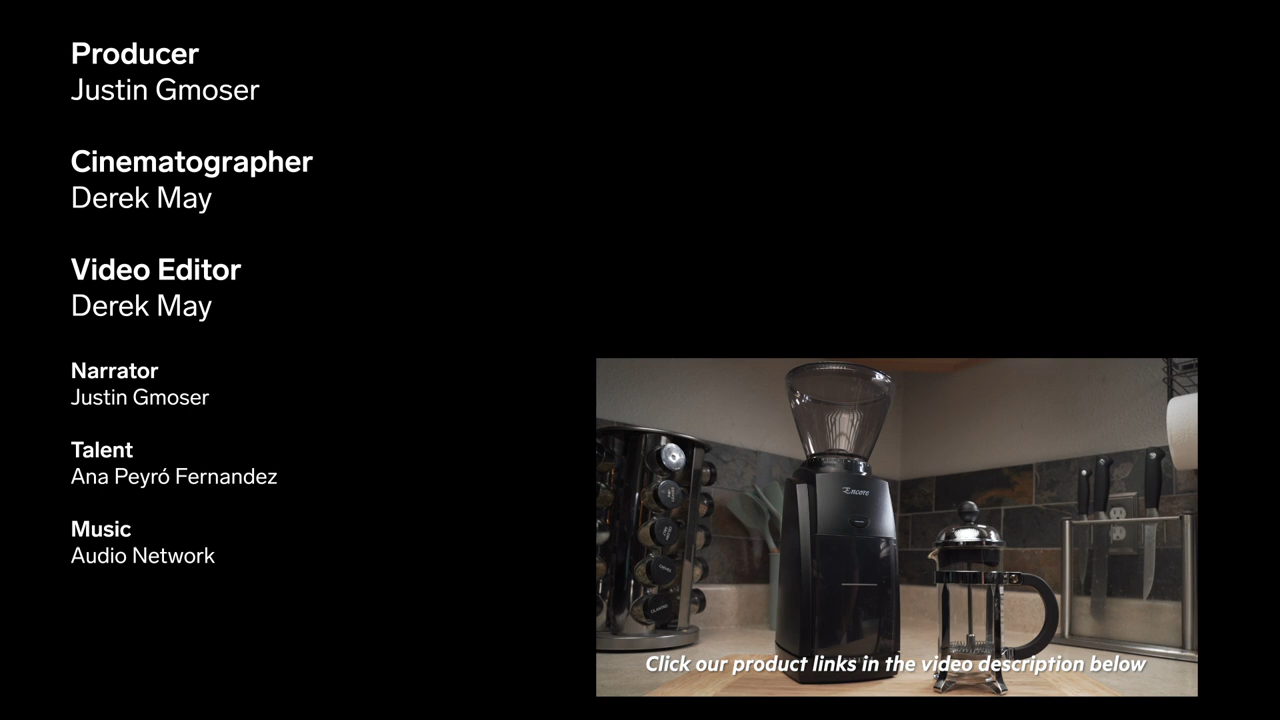 Producer
Justin Gmoser
Cinematographer
Derek May
Video Editor
Derek May
Narrator
Justin Gmoser
Talent
Ana Peyró Fernandez
Music
Audio Network
Encore
Click our product links in the video description below